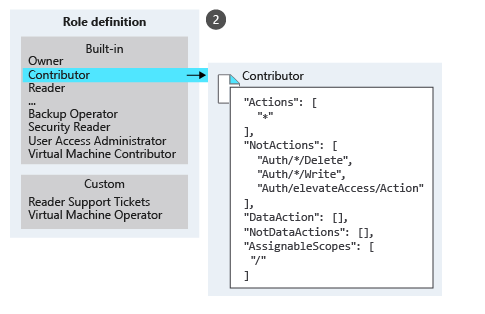 Role definition
2
Built-in
Owner
Contributor
Reader
...
Backup Operator
Security Reader
User Access Administrator
Virtual Machine Contributor
Custom
Reader Support Tickets
Virtual Machine Operator
Contributor
"Actions": [
"*"
],
"NotActions": [
"Auth/*/Delete",
"Auth/*/Write",
"Auth/elevateAccess/Action"
],
"DataAction": [],
"NotDataActions": [],
"AssignableScopes": [
"/"
]